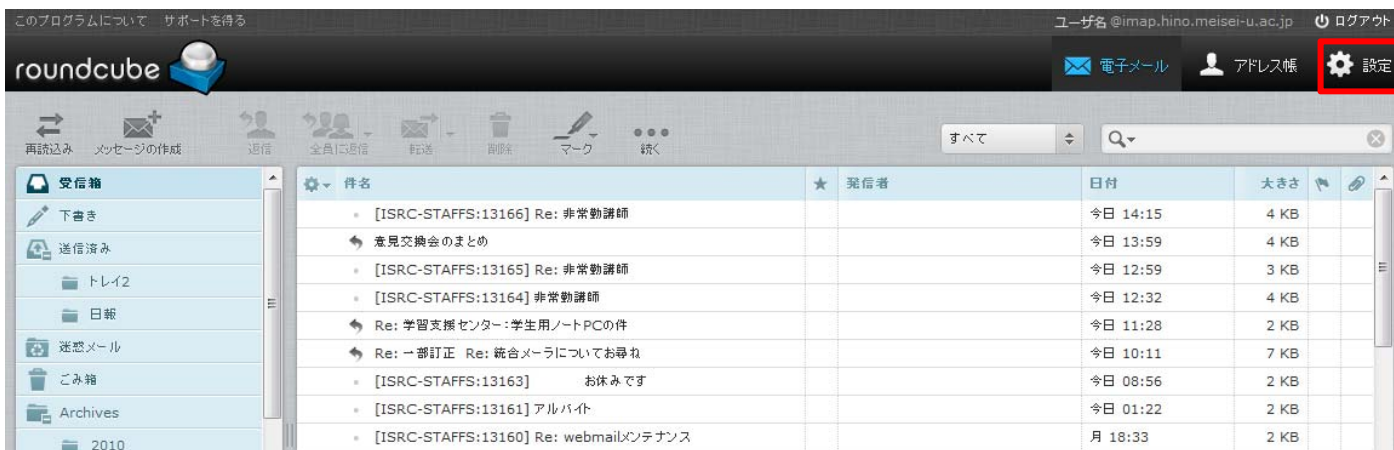 このプログラムについて サポートを得る ユーザ名 @imap.hino.meisei-u.ac.jp ログアウト
roundcube 電子メール アドレス帳 設定
再読込み メッセージの作成 返信 全員に返信 転送 削除 マーク 続く すべて
受信箱 件名 発信者 日付 大きさ
下書き [ISRC-STAFFS:13166] Re: 非常勤講師 今日 14:15 4 KB
送信済み 意見交換会のまとめ 今日 13:59 4 KB
トレイ2 [ISRC-STAFFS:13165] Re: 非常勤講師 今日 12:59 3 KB
[ISRC-STAFFS:13164] 非常勤講師 今日 12:32 4 KB
日報 Re: 学習支援センター:学生用ノートPCの件 今日 11:28 2 KB
迷惑メール Re: 一部訂正 Re: 統合メーラについてお尋ね 今日 10:11 7 KB
ごみ箱 [ISRC-STAFFS:13163] お休みです 今日 08:56 2 KB
Archives [ISRC-STAFFS:13161] アルバイト 今日 01:22 2 KB
2010 [ISRC-STAFFS:13160] Re: webmailメンテナンス 月 18:33 2 KB